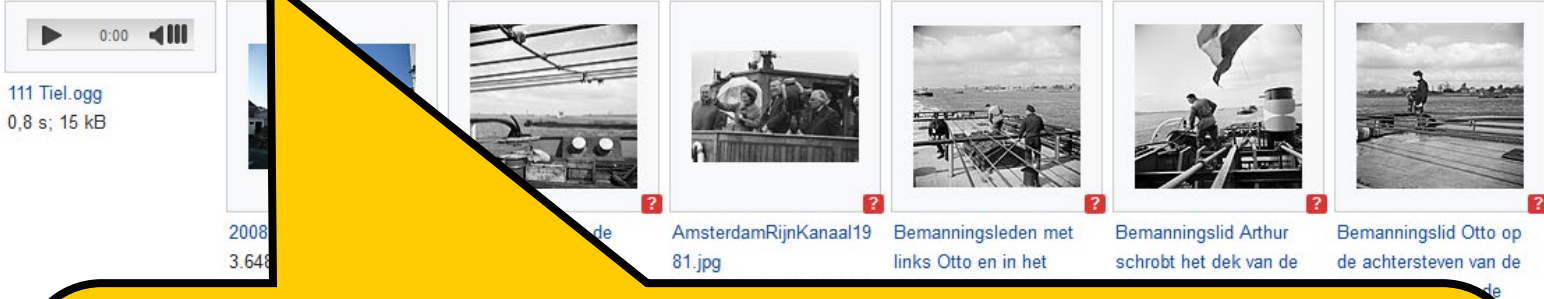 0:00
111 Tiel.ogg
0,8 s; 15 kB
?
?
?
?
?
2008
3.648
de
AmsterdamRijnKanaal19
81.jpg
Bemanningsleden met
links Otto en in het
Bemanningslid Arthur
schrobt het dek van de
Bemanningslid Otto op
de achtersteven van de
de